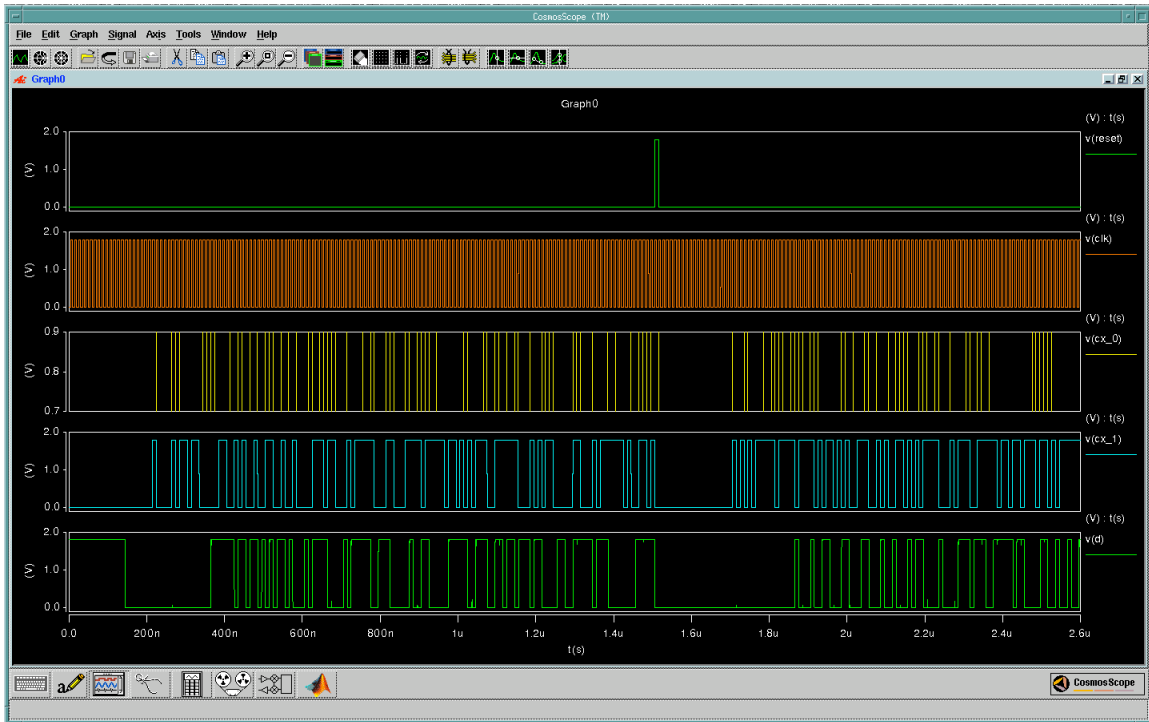 CosmosScope (TM)
File Edit Graph Signal Axis Tools Window Help
Graph0
Graph0
(V) : t(s)
v(reset)
2.0
1.0
0.0
(V)
(V) : t(s)
v(clk)
2.0
1.0
0.0
(V)
(V) : t(s)
v(cx_0)
0.9
0.8
0.7
(V)
(V) : t(s)
v(cx_1)
2.0
1.0
0.0
(V)
(V) : t(s)
v(d)
2.0
1.0
0.0
(V)
0.0 200n 400n 600n 800n 1u 1.2u 1.4u 1.6u 1.8u 2u 2.2u 2.4u 2.6u
t(s)
a
CosmosScope